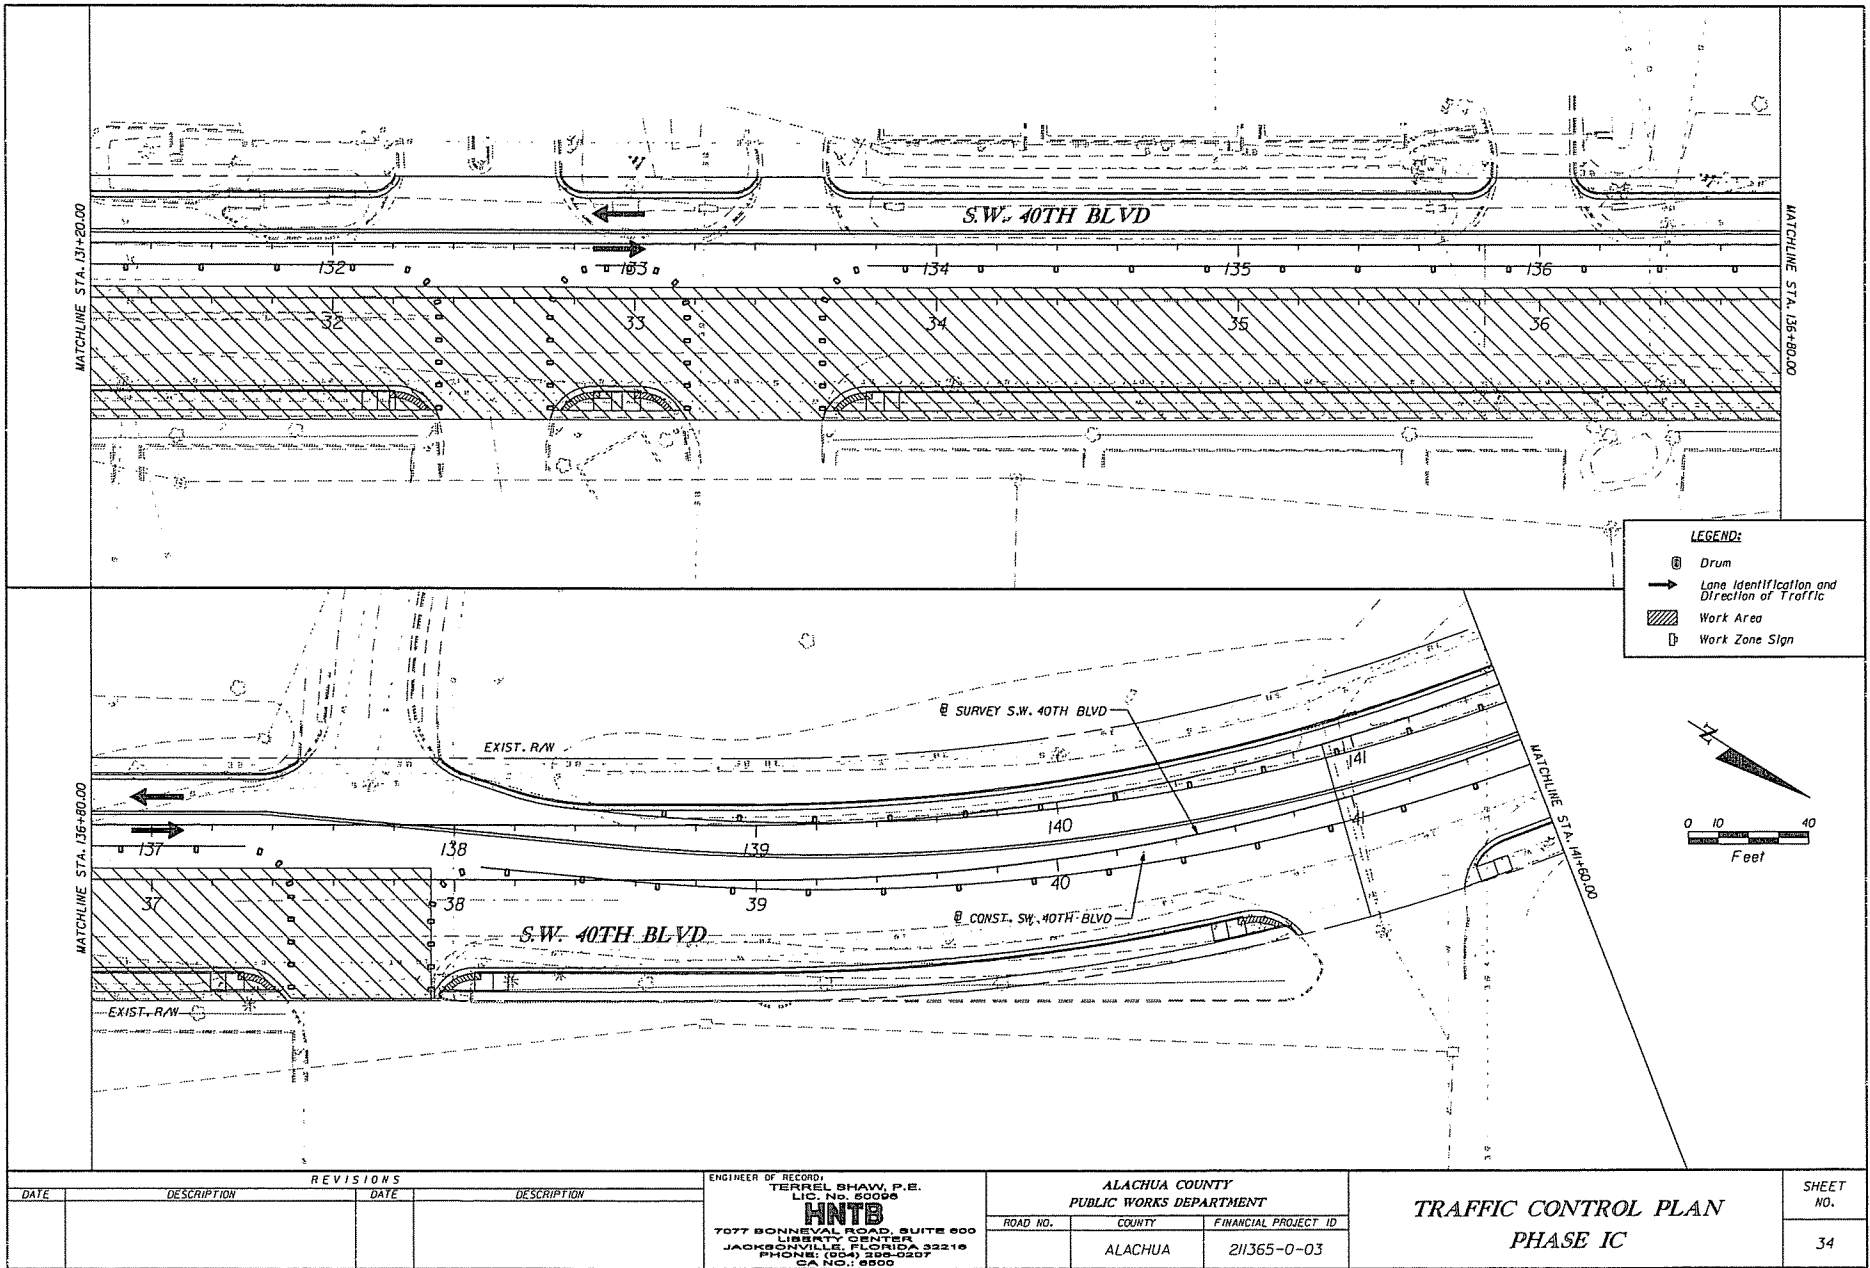 S.W. 40TH BLVD
MATCHLINE STA. 131+20.00
MATCHLINE STA. 136+80.00
132 133 134 135 136
32 33 34 35 36
LEGEND:
Drum
Lane Identification and
Direction of Traffic
Work Area
Work Zone Sign
℄ SURVEY S.W. 40TH BLVD
EXIST. R/W
141
MATCHLINE STA. 136+80.00
MATCHLINE STA. 141+60.00
N
137 138 139 140
41
37 38 39 40
0 10 40
Feet
℄ CONST. SW. 40TH BLVD
S.W. 40TH BLVD
EXIST. R/W
REVISIONS
DATE DESCRIPTION DATE DESCRIPTION
ENGINEER OF RECORD:
TERREL SHAW, P.E.
LIC. No. 50096
HNTB
7077 BONNEVAL ROAD, SUITE 600
LIBERTY CENTER
JACKSONVILLE, FLORIDA 32216
PHONE: (904) 296-0207
CA NO.: 6500
ALACHUA COUNTY
PUBLIC WORKS DEPARTMENT
ROAD NO. COUNTY FINANCIAL PROJECT ID
ALACHUA 211365-0-03
TRAFFIC CONTROL PLAN
PHASE IC
SHEET
NO.
34